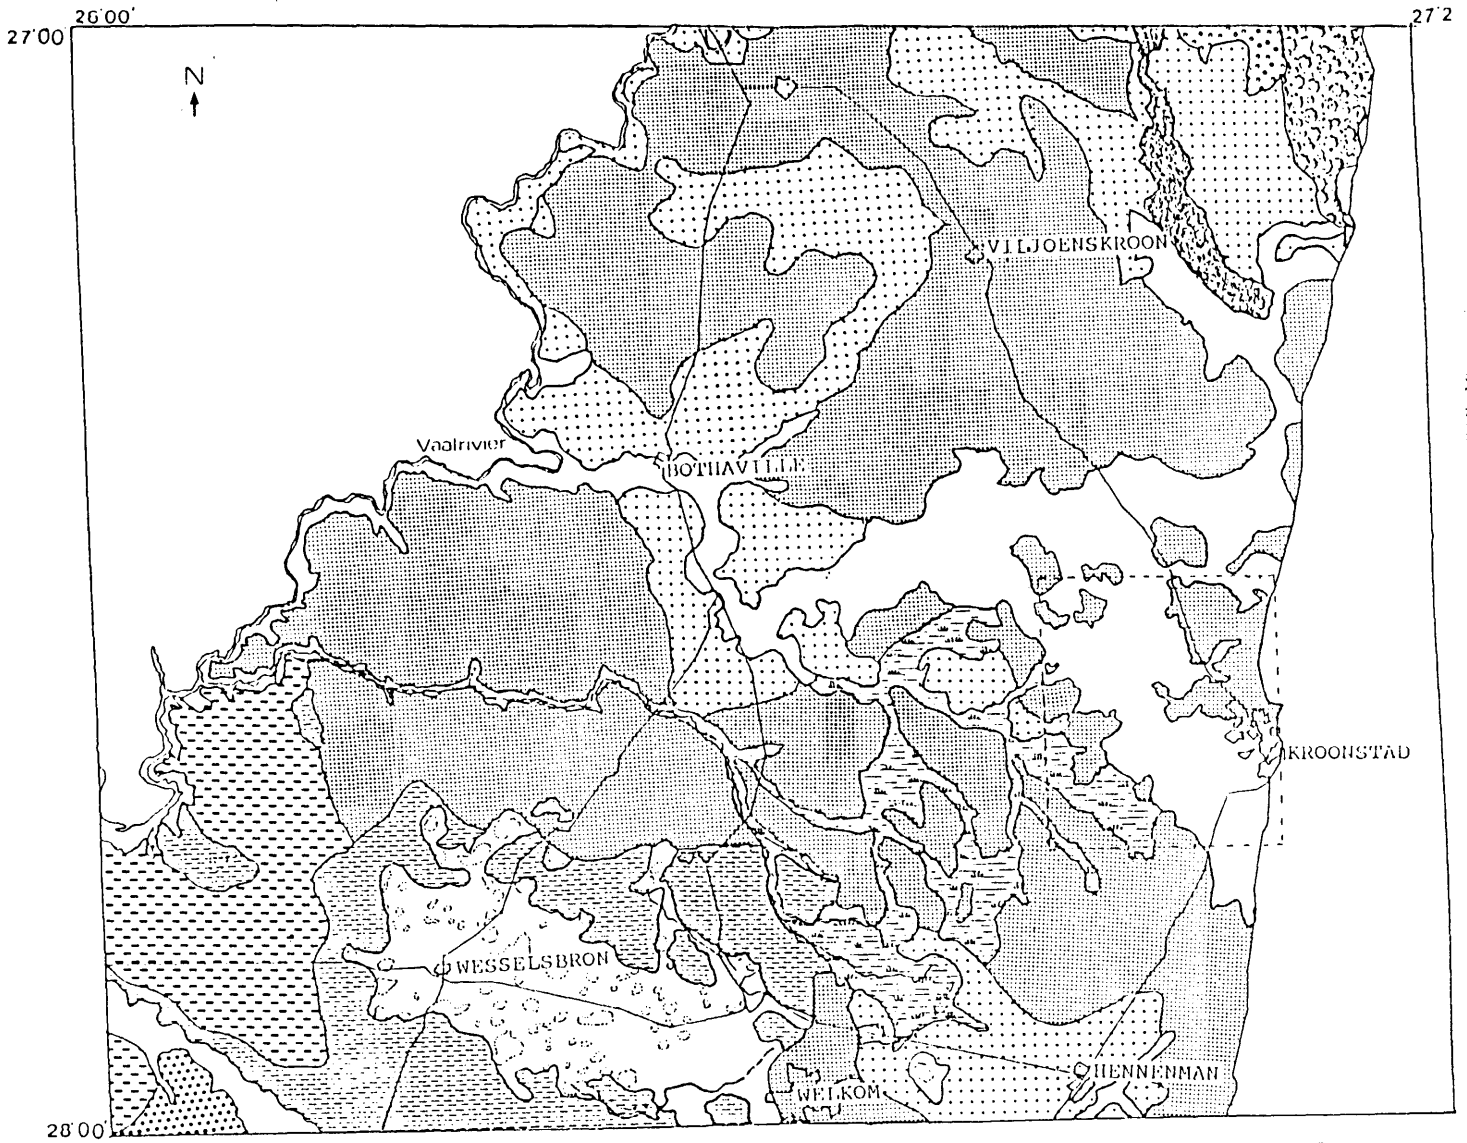 26°00'
27°2
27°00
N
VILJOENSKROON
Vaalrivier
BOTHAVILLE
KROONSTAD
WESSELSBRON
HENNENMAN
WELKOM
28°00'